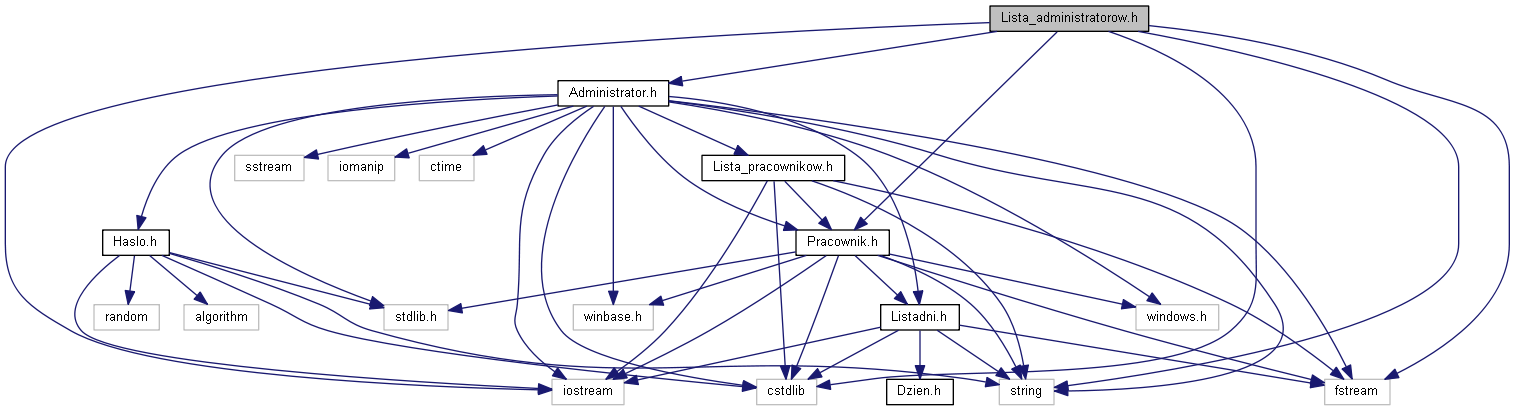 Lista_administratorow.h
Administrator.h
sstream
iomanip
ctime
Lista_pracownikow.h
Haslo.h
Pracownik.h
random
algorithm
stdlib.h
winbase.h
Listadni.h
windows.h
iostream
cstdlib
Dzien.h
string
fstream